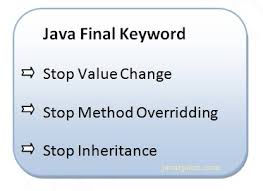 Java Final Keyword
Stop Value Change
Stop Method Overridding
Stop Inheritance